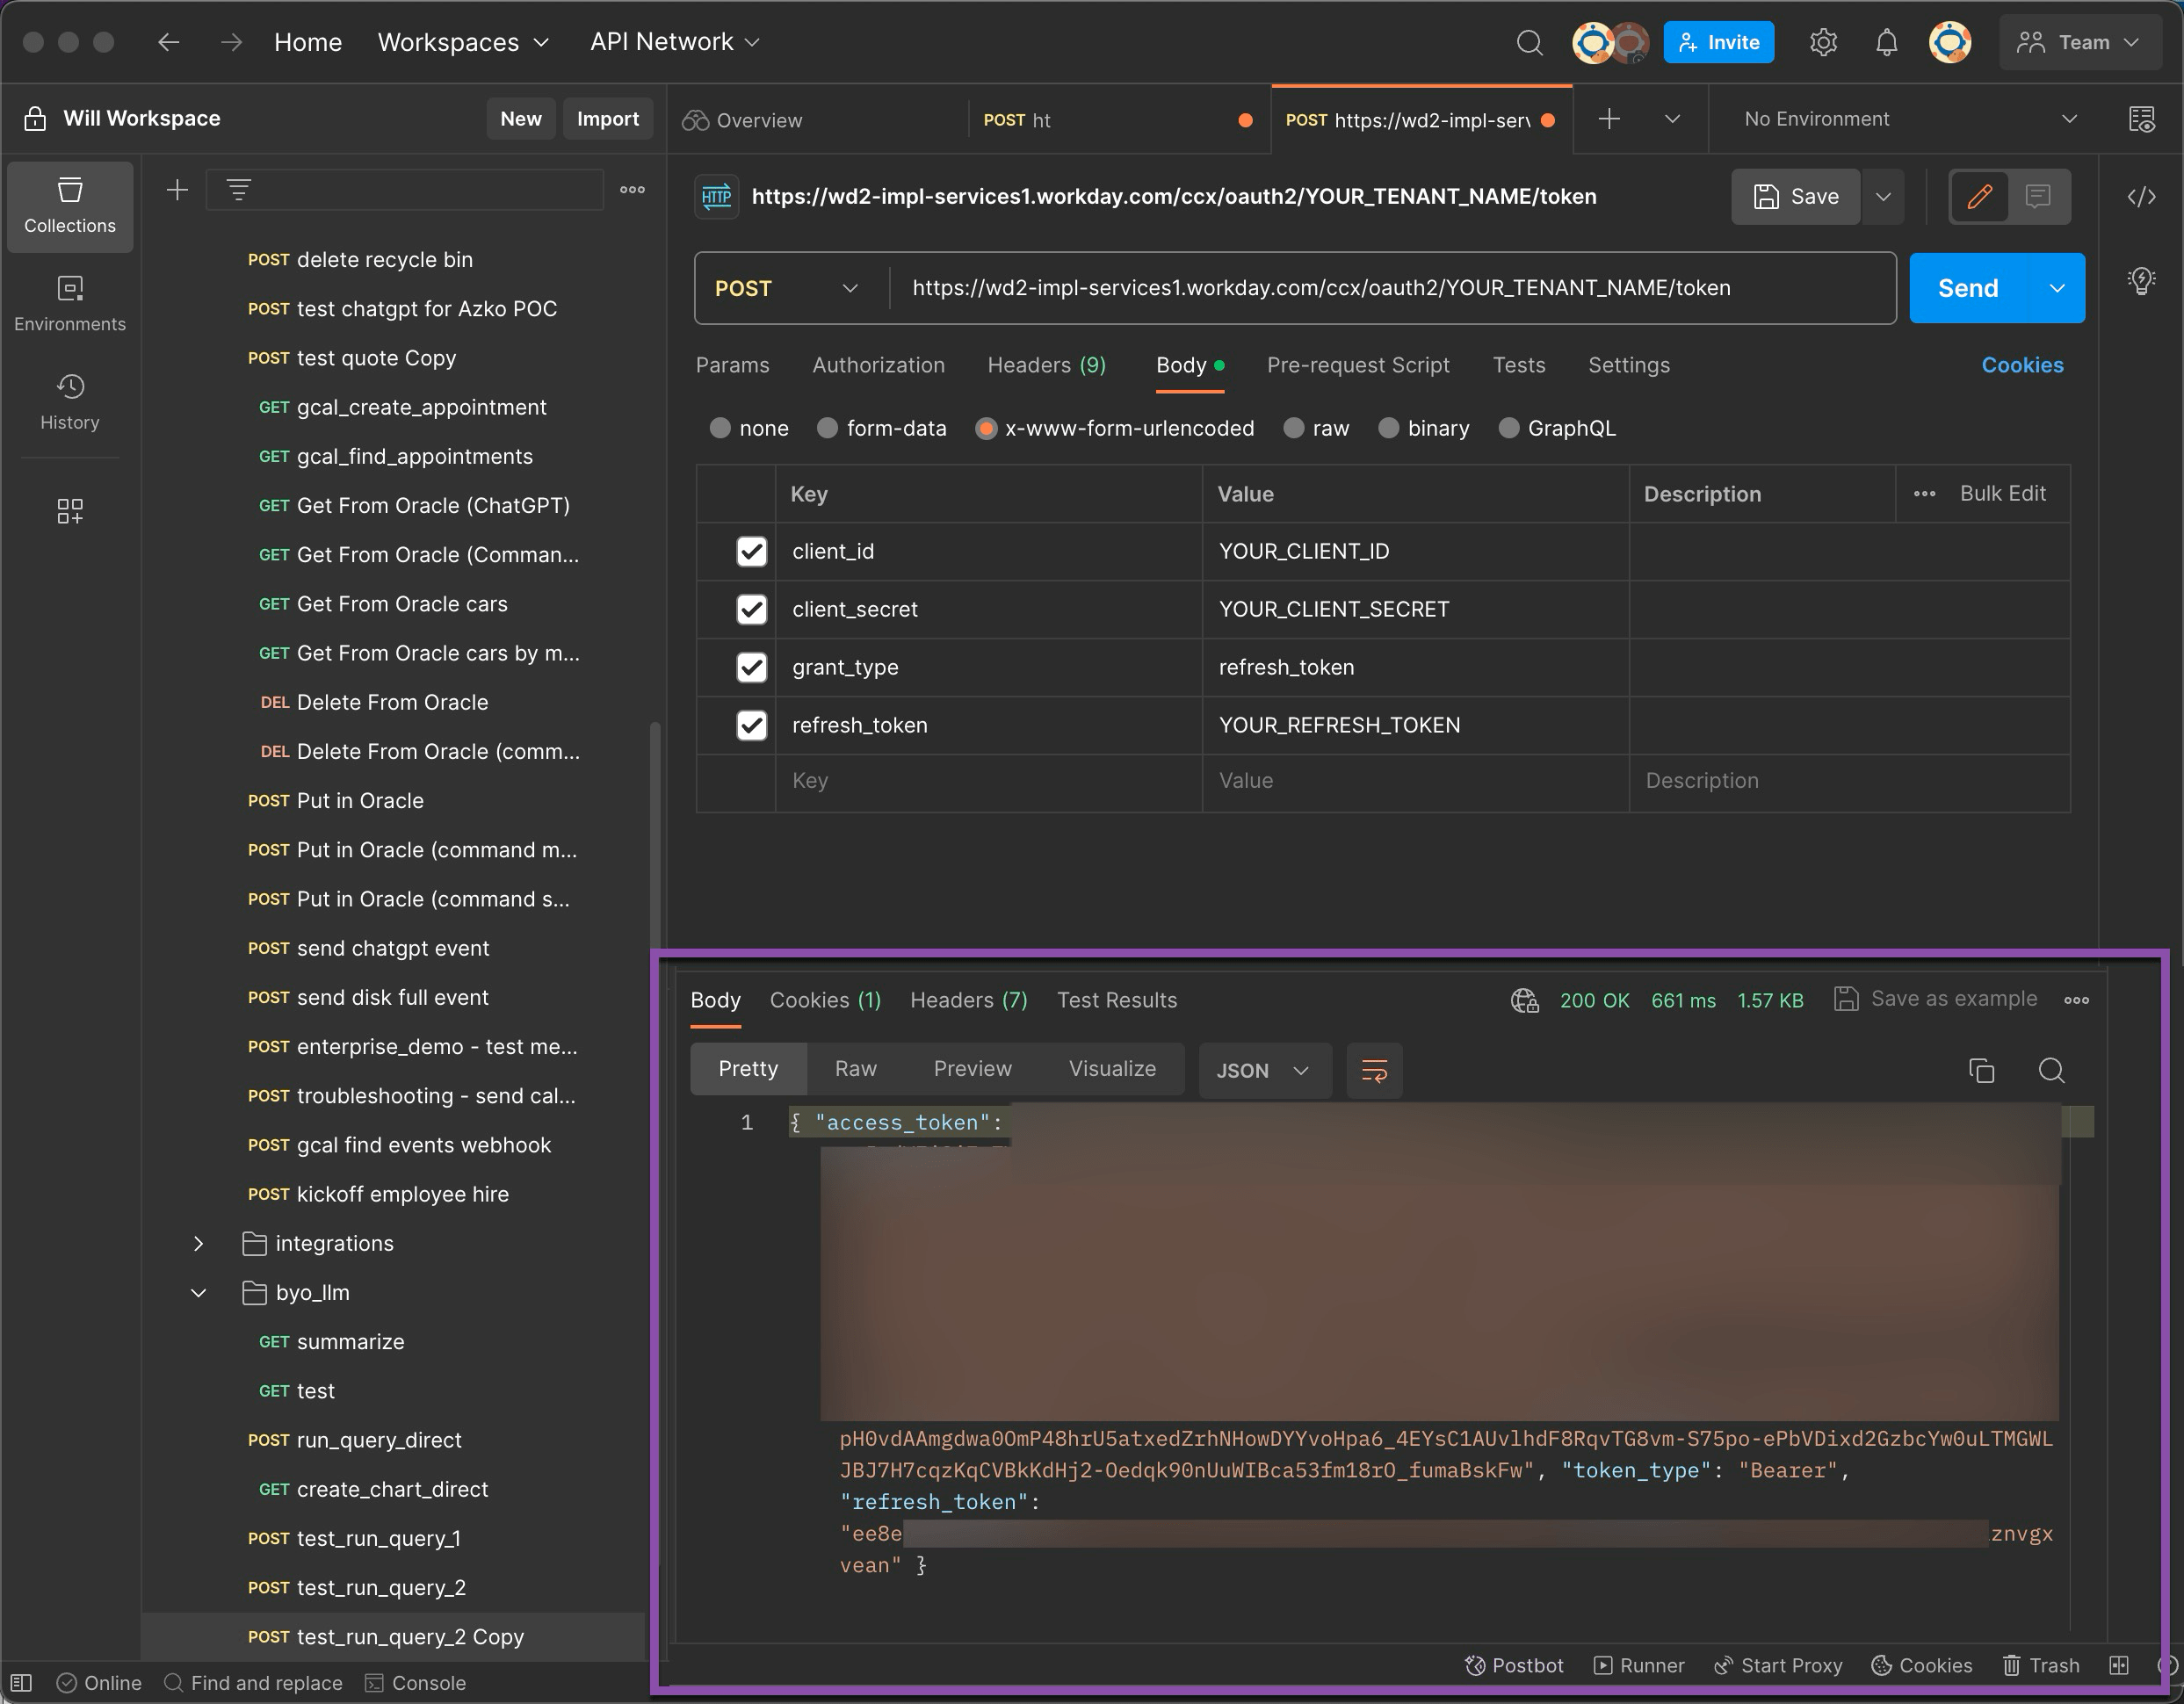 Home Workspaces API Network Invite Team
Will Workspace New Import Overview POST ht POST https://wd2-impl-serv No Environment
Collections
Environments
History
POST delete recycle bin
POST test chatgpt for Azko POC
POST test quote Copy
GET gcal_create_appointment
GET gcal_find_appointments
GET Get From Oracle (ChatGPT)
GET Get From Oracle (Comman...
GET Get From Oracle cars
GET Get From Oracle cars by m...
DEL Delete From Oracle
DEL Delete From Oracle (comm...
POST Put in Oracle
POST Put in Oracle (command m...
POST Put in Oracle (command s...
POST send chatgpt event
POST send disk full event
POST enterprise_demo - test me...
POST troubleshooting - send cal...
POST gcal find events webhook
POST kickoff employee hire
integrations
byo_llm
GET summarize
GET test
POST run_query_direct
GET create_chart_direct
POST test_run_query_1
POST test_run_query_2
POST test_run_query_2 Copy
HTTP https://wd2-impl-services1.workday.com/ccx/oauth2/YOUR_TENANT_NAME/token Save
POST https://wd2-impl-services1.workday.com/ccx/oauth2/YOUR_TENANT_NAME/token Send
Params Authorization Headers (9) Body Pre-request Script Tests Settings Cookies
none form-data x-www-form-urlencoded raw binary GraphQL
Key Value Description Bulk Edit
client_id YOUR_CLIENT_ID
client_secret YOUR_CLIENT_SECRET
grant_type refresh_token
refresh_token YOUR_REFRESH_TOKEN
Key Value Description
Body Cookies (1) Headers (7) Test Results 200 OK 661 ms 1.57 KB Save as example
Pretty Raw Preview Visualize JSON
1 { "access_token":
pH0vdAAmgdwa0OmP48hrU5atxedZrhNHowDYYvoHpa6_4EYsC1AUvlhdF8RqvTG8vm-S75po-ePbVDixd2GzbcYw0uLTMGWL
JBJ7H7cqzKqCVBkKdHj2-Oedqk90nUuWIBca53fm18rO_fumaBskFw", "token_type": "Bearer",
"refresh_token":
"ee8e znvgx
vean" }
Postbot Runner Start Proxy Cookies Trash
Online Find and replace Console